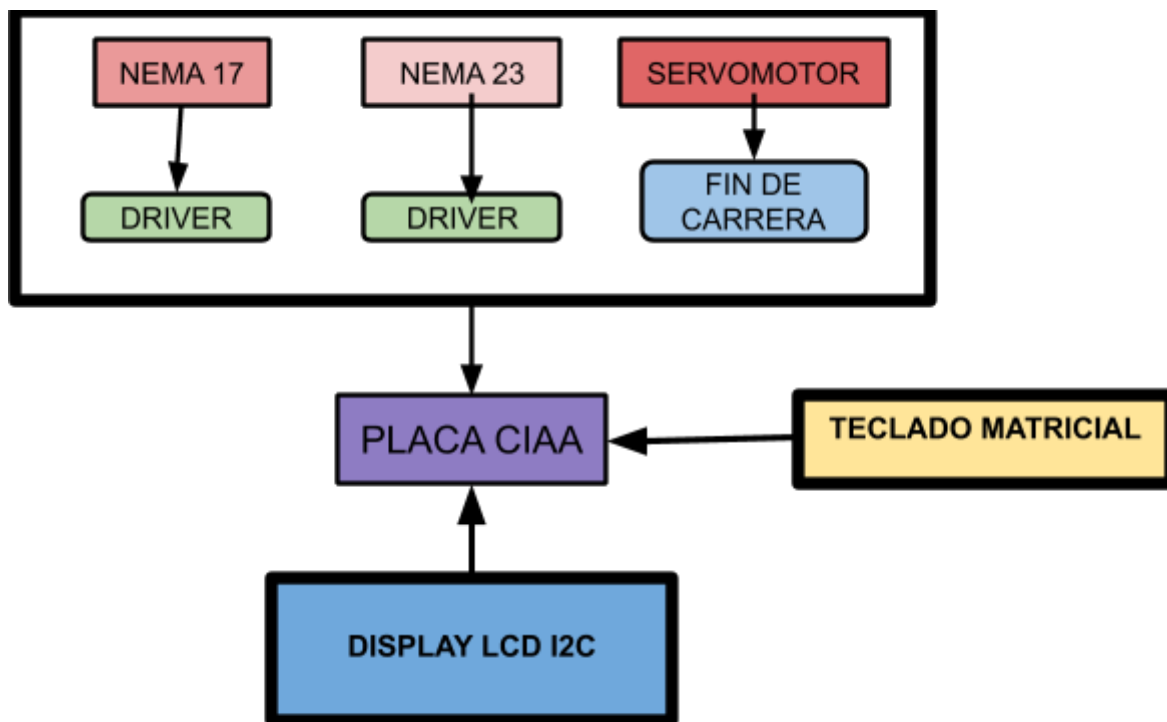 NEMA 17
NEMA 23
SERVOMOTOR
DRIVER
DRIVER
FIN DE
CARRERA
PLACA CIAA
TECLADO MATRICIAL
DISPLAY LCD I2C